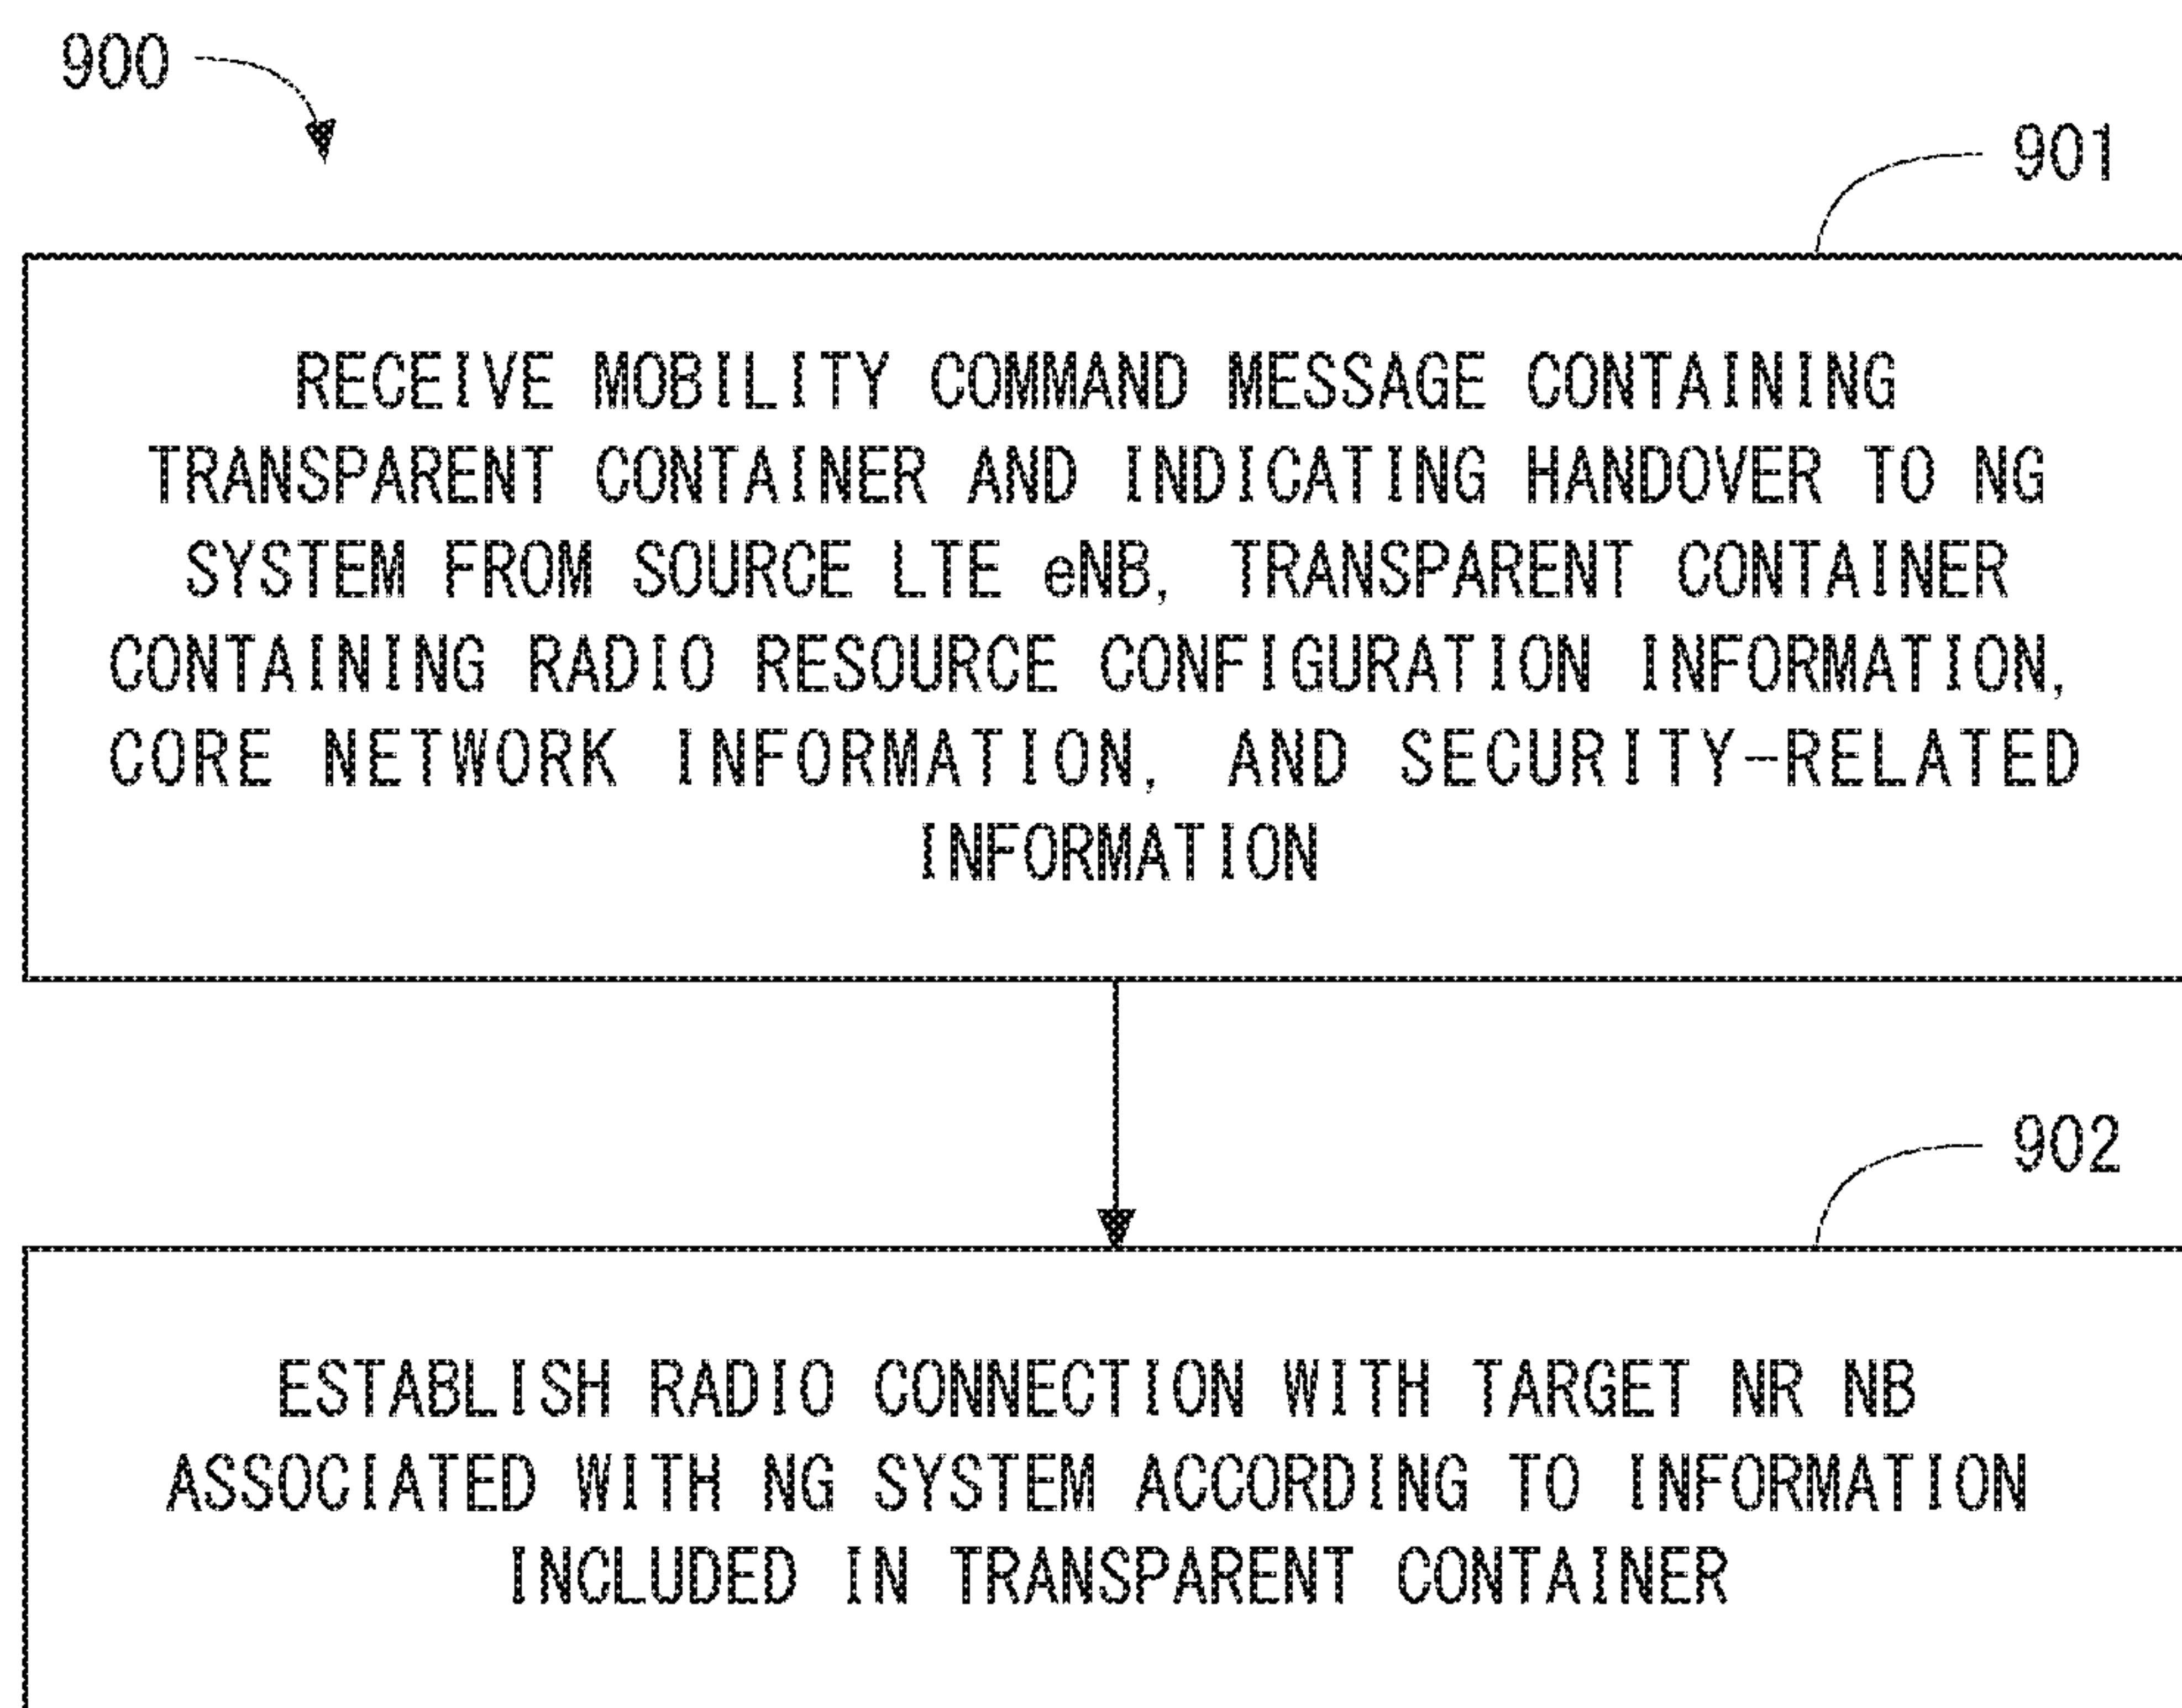 900
901
RECEIVE MOBILITY COMMAND MESSAGE CONTAINING
TRANSPARENT CONTAINER AND INDICATING HANDOVER TO NG
SYSTEM FROM SOURCE LTE eNB, TRANSPARENT CONTAINER
CONTAINING RADIO RESOURCE CONFIGURATION INFORMATION,
CORE NETWORK INFORMATION, AND SECURITY-RELATED
INFORMATION
902
ESTABLISH RADIO CONNECTION WITH TARGET NR NB
ASSOCIATED WITH NG SYSTEM ACCORDING TO INFORMATION
INCLUDED IN TRANSPARENT CONTAINER